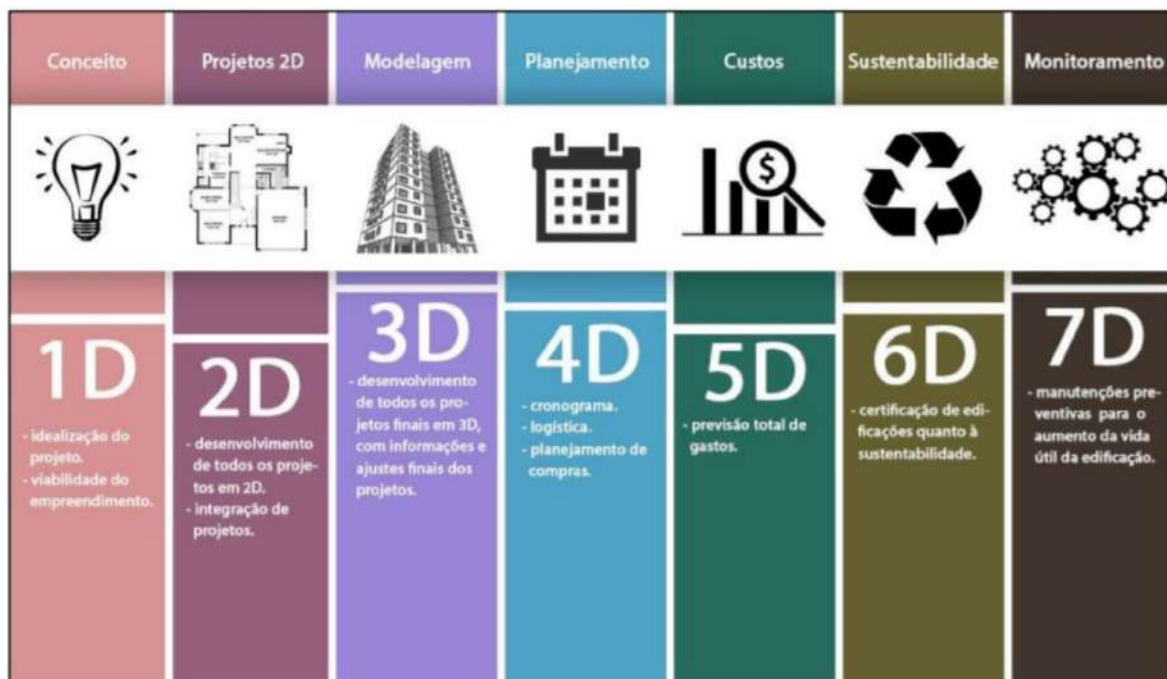 Conceito
Projetos 2D
Modelagem
Planejamento
Custos
Sustentabilidade
Monitoramento
$
1D
- idealização do
projeto.
- viabilidade do
empreendimento.
2D
- desenvolvimento
de todos os proje-
tos em 2D.
- integração de
projetos.
3D
- desenvolvimento
de todos os pro-
jetos finais em 3D,
com informações e
ajustes finais dos
projetos.
4D
- cronograma.
- logística.
- planejamento de
compras.
5D
- previsão total de
gastos.
6D
- certificação de edi-
ficações quanto à
sustentabilidade.
7D
- manutenções pre-
ventivas para o
aumento da vida
útil da edificação.